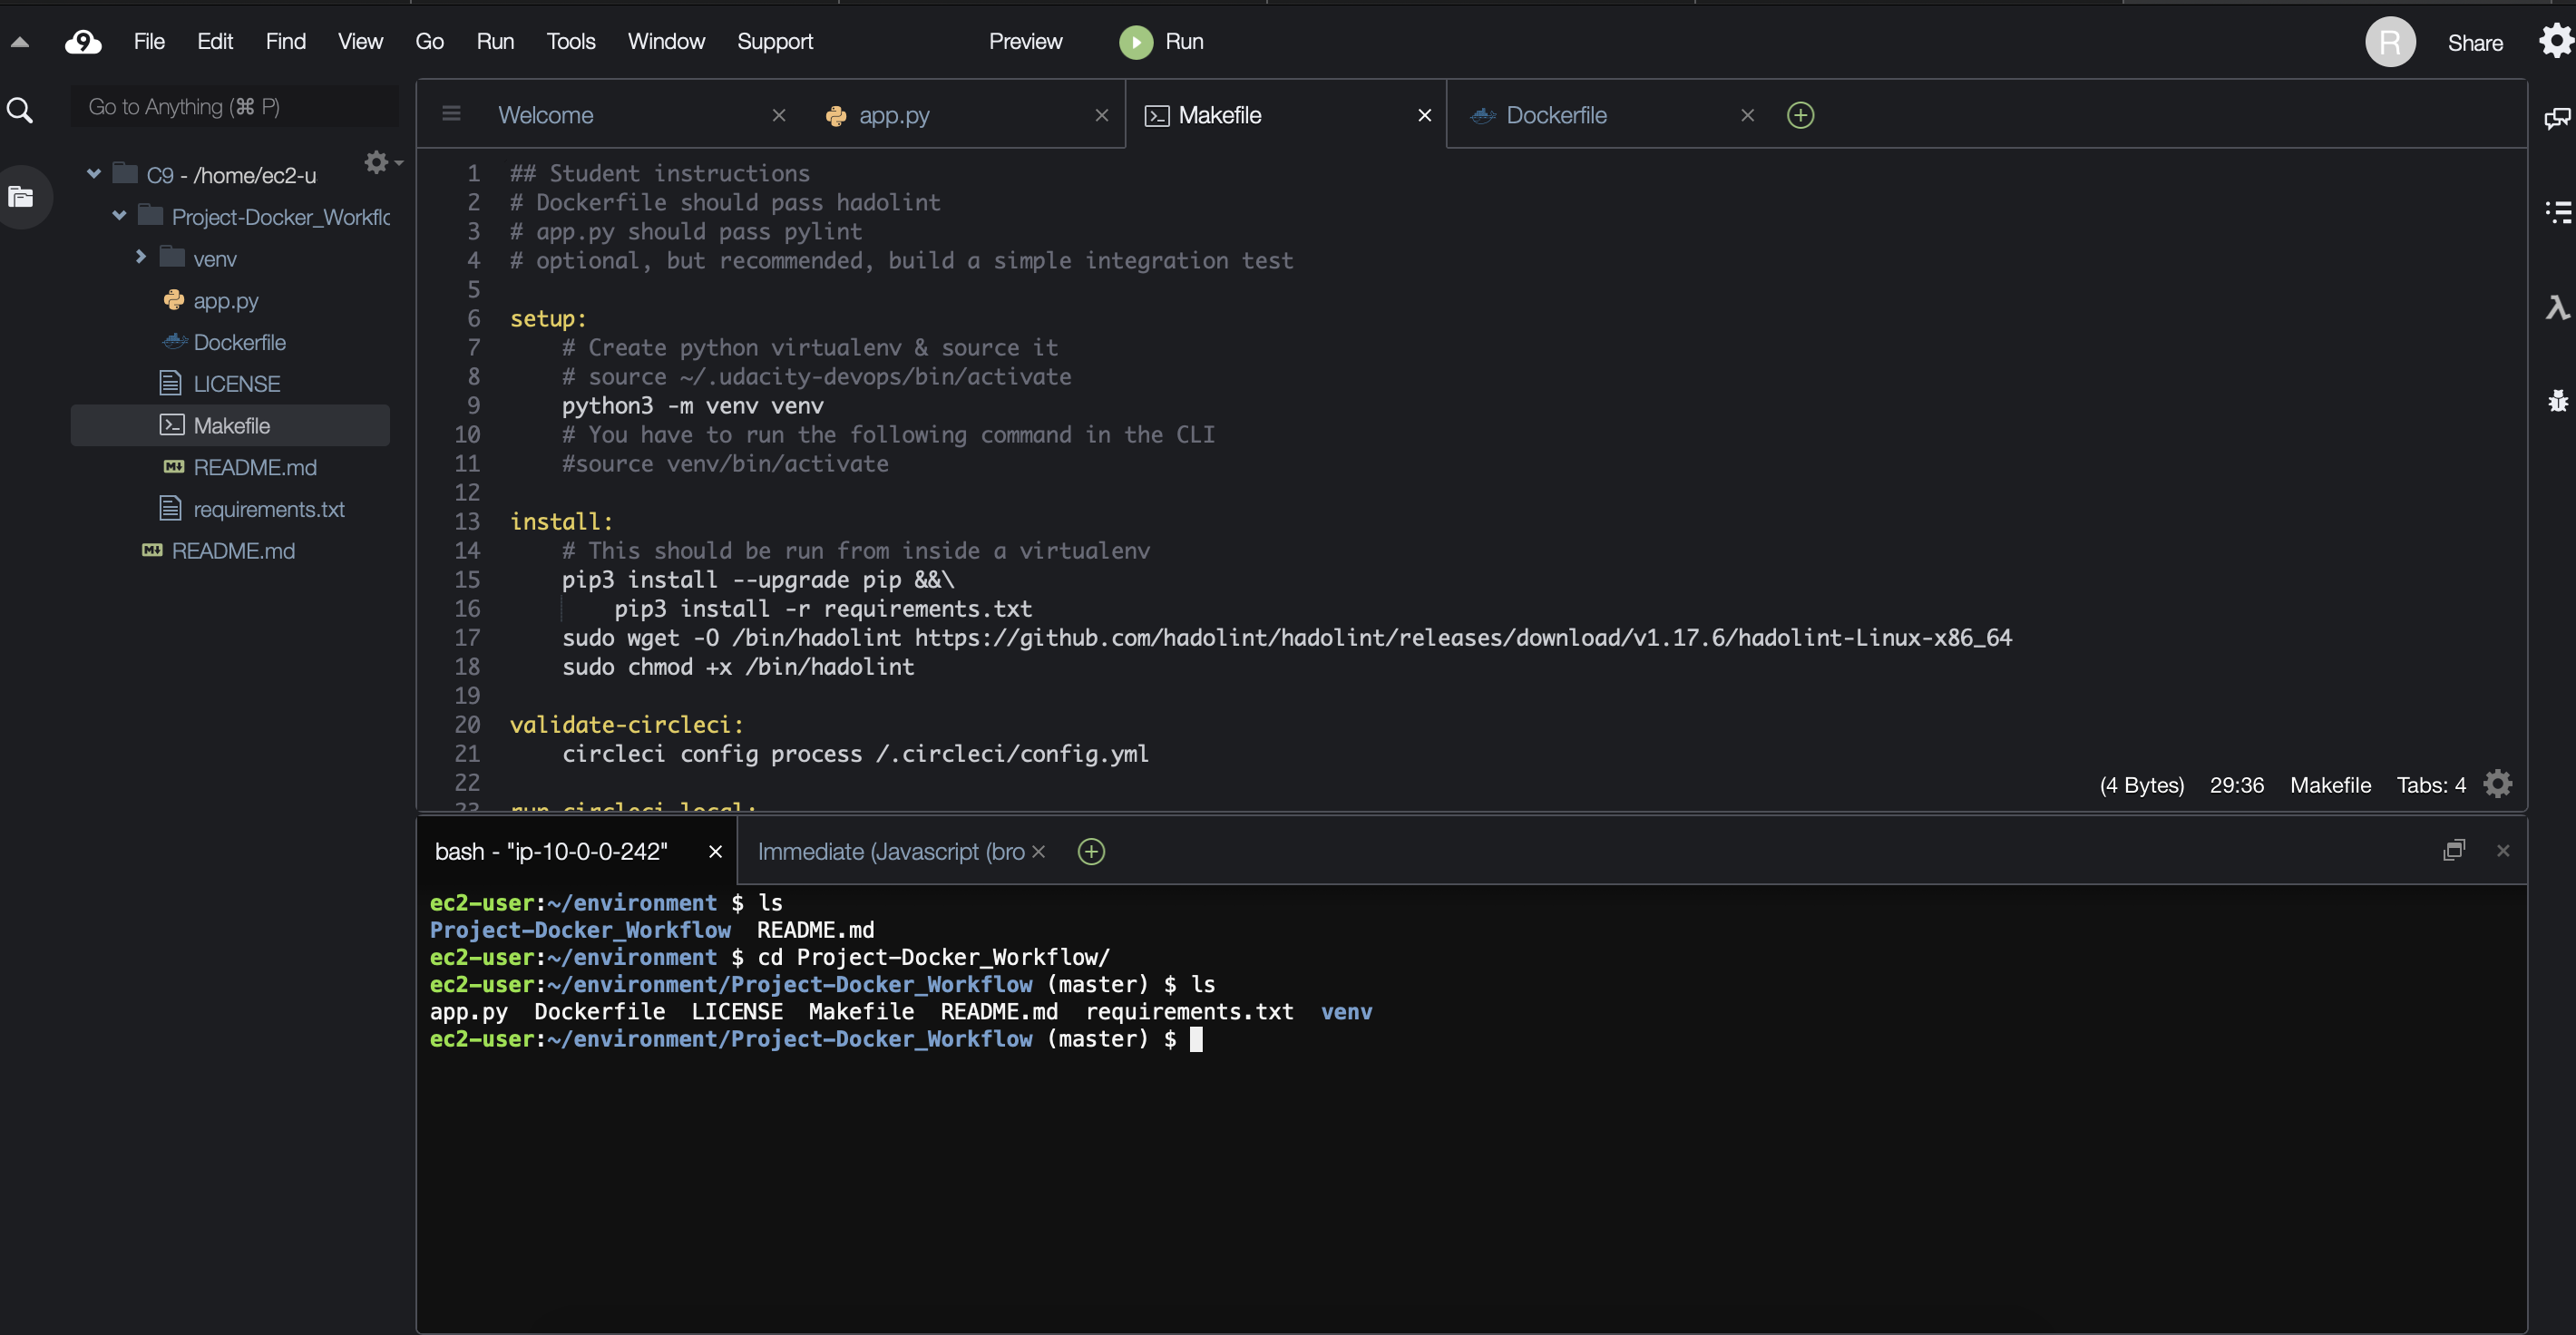 File Edit Find View Go Run Tools Window Support Preview Run R Share
Go to Anything (⌘ P)
Welcome app.py Makefile Dockerfile
C9 - /home/ec2-u
Project-Docker_Workflo
venv
app.py
Dockerfile
LICENSE
Makefile
README.md
requirements.txt
README.md
1 ## Student instructions
2 # Dockerfile should pass hadolint
3 # app.py should pass pylint
4 # optional, but recommended, build a simple integration test
5
6 setup:
7 # Create python virtualenv & source it
8 # source ~/.udacity-devops/bin/activate
9 python3 -m venv venv
10 # You have to run the following command in the CLI
11 #source venv/bin/activate
12
13 install:
14 # This should be run from inside a virtualenv
15 pip3 install --upgrade pip &&\
16 pip3 install -r requirements.txt
17 sudo wget -O /bin/hadolint https://github.com/hadolint/hadolint/releases/download/v1.17.6/hadolint-Linux-x86_64
18 sudo chmod +x /bin/hadolint
19
20 validate-circleci:
21 circleci config process /.circleci/config.yml
22
23 run-circleci-local:
(4 Bytes) 29:36 Makefile Tabs: 4
bash - "ip-10-0-0-242" Immediate (Javascript (bro
ec2-user:~/environment $ ls
Project-Docker_Workflow README.md
ec2-user:~/environment $ cd Project-Docker_Workflow/
ec2-user:~/environment/Project-Docker_Workflow (master) $ ls
app.py Dockerfile LICENSE Makefile README.md requirements.txt venv
ec2-user:~/environment/Project-Docker_Workflow (master) $